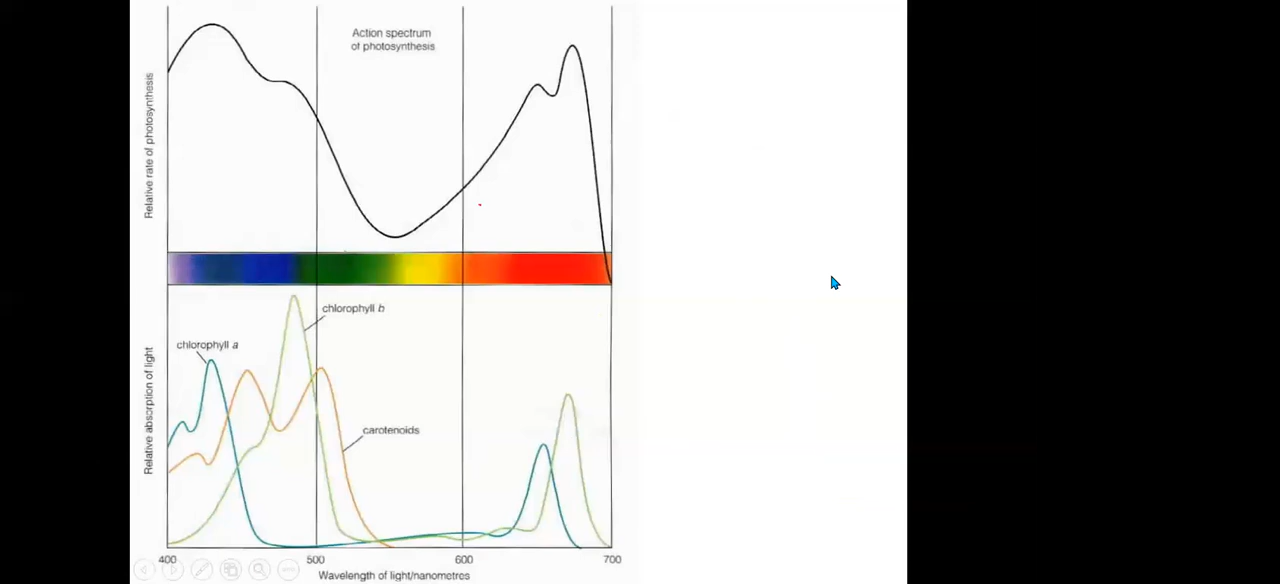 Action spectrum
of photosynthesis
Relative rate of photosynthesis
chlorophyll b
chlorophyll a
carotenoids
Relative absorption of light
400 500 600 700
Wavelength of light/nanometres